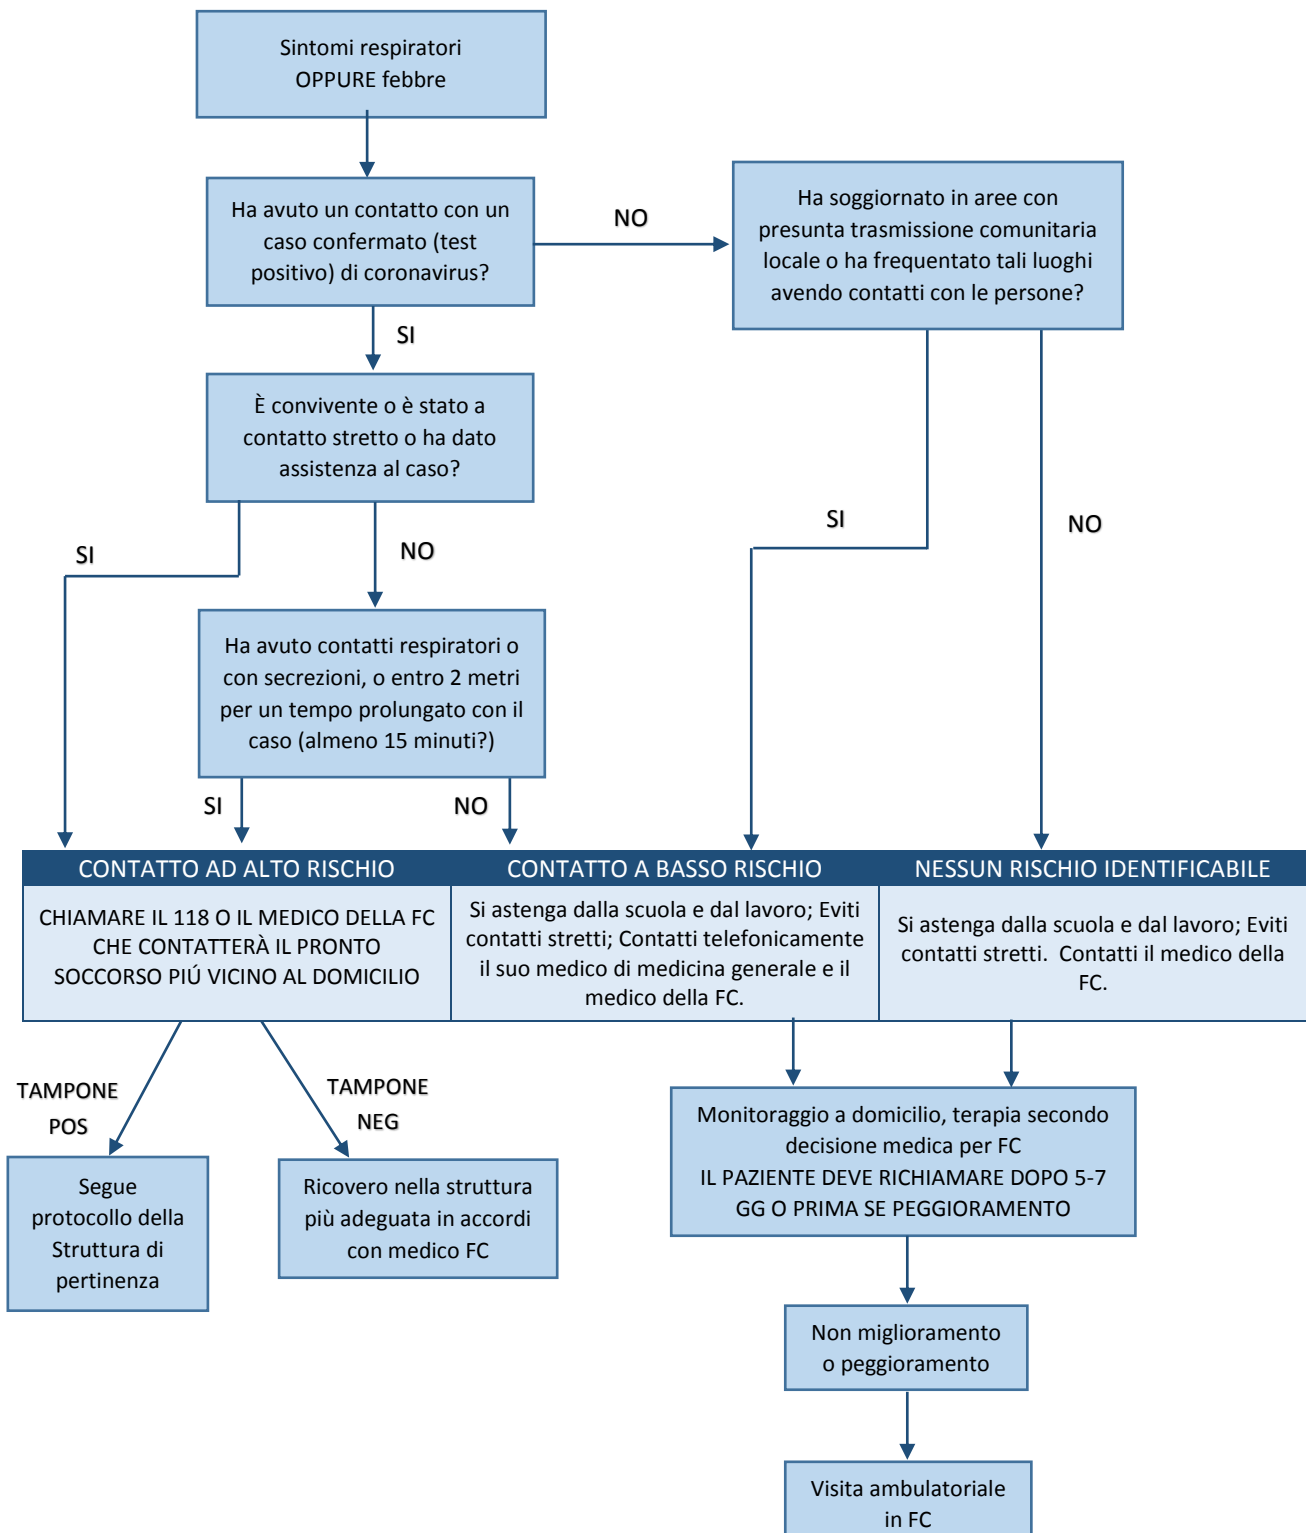 Sintomi respiratori
OPPURE febbre
Ha avuto un contatto con un
caso confermato (test
positivo) di coronavirus?
NO
Ha soggiornato in aree con
presunta trasmissione comunitaria
locale o ha frequentato tali luoghi
avendo contatti con le persone?
SI
È convivente o è stato a
contatto stretto o ha dato
assistenza al caso?
SI
NO
SI
NO
Ha avuto contatti respiratori o
con secrezioni, o entro 2 metri
per un tempo prolungato con il
caso (almeno 15 minuti?)
SI
NO
CONTATTO AD ALTO RISCHIO
CHIAMARE IL 118 O IL MEDICO DELLA FC
CHE CONTATTERÀ IL PRONTO
SOCCORSO PIÚ VICINO AL DOMICILIO
CONTATTO A BASSO RISCHIO
Si astenga dalla scuola e dal lavoro; Eviti
contatti stretti; Contatti telefonicamente
il suo medico di medicina generale e il
medico della FC.
NESSUN RISCHIO IDENTIFICABILE
Si astenga dalla scuola e dal lavoro; Eviti
contatti stretti. Contatti il medico della
FC.
TAMPONE
POS
TAMPONE
NEG
Segue
protocollo della
Struttura di
pertinenza
Ricovero nella struttura
più adeguata in accordi
con medico FC
Monitoraggio a domicilio, terapia secondo
decisione medica per FC
IL PAZIENTE DEVE RICHIAMARE DOPO 5-7
GG O PRIMA SE PEGGIORAMENTO
Non miglioramento
o peggioramento
Visita ambulatoriale
in FC